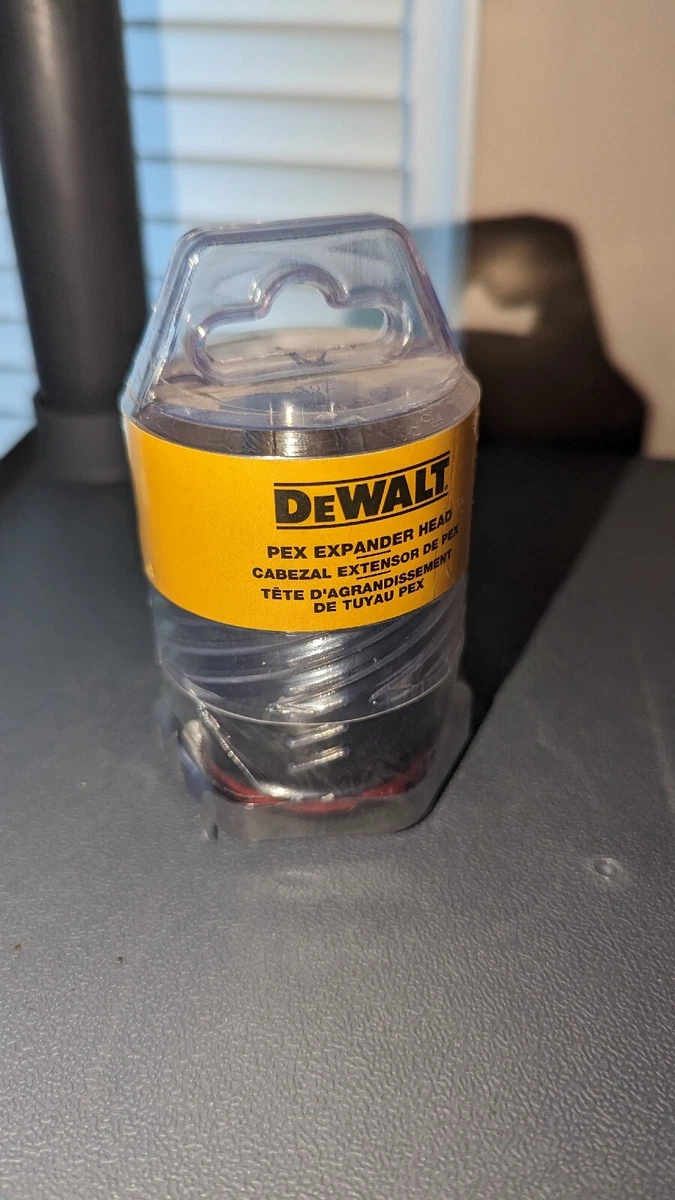 DEWALT
PEX EXPANDER HEAD
CABEZAL EXTENSOR DE PEX
TÊTE D'AGRANDISSEMENT
DE TUYAU PEX